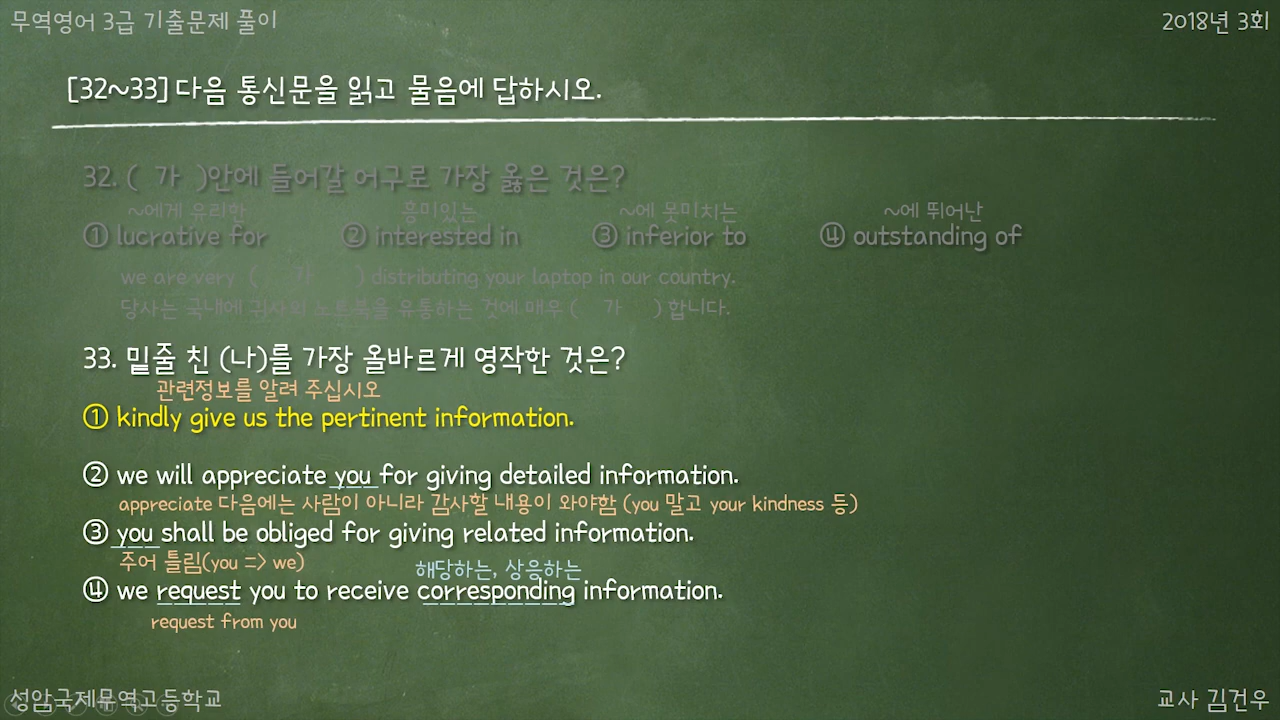 무역영어 3급 기출문제 풀이
2018년 3회
[32~33] 다음 통신문을 읽고 물음에 답하시오.
32. ( 가 )안에 들어갈 어구로 가장 옳은 것은?
~에게 유리한 흥미있는 ~에 못미치는 ~에 뛰어난
① lucrative for ② interested in ③ inferior to ④ outstanding of
we are very ( 가 ) distributing your laptop in our country.
당사는 국내에 귀사의 노트북을 유통하는 것에 매우 ( 가 ) 합니다.
33. 밑줄 친 (나)를 가장 올바르게 영작한 것은?
관련정보를 알려 주십시오
① kindly give us the pertinent information.
② we will appreciate you for giving detailed information.
appreciate 다음에는 사람이 아니라 감사할 내용이 와야함 (you 말고 your kindness 등)
③ you shall be obliged for giving related information.
주어 틀림(you => we) 해당하는, 상응하는
④ we request you to receive corresponding information.
request from you
성암국제무역고등학교
교사 김건우